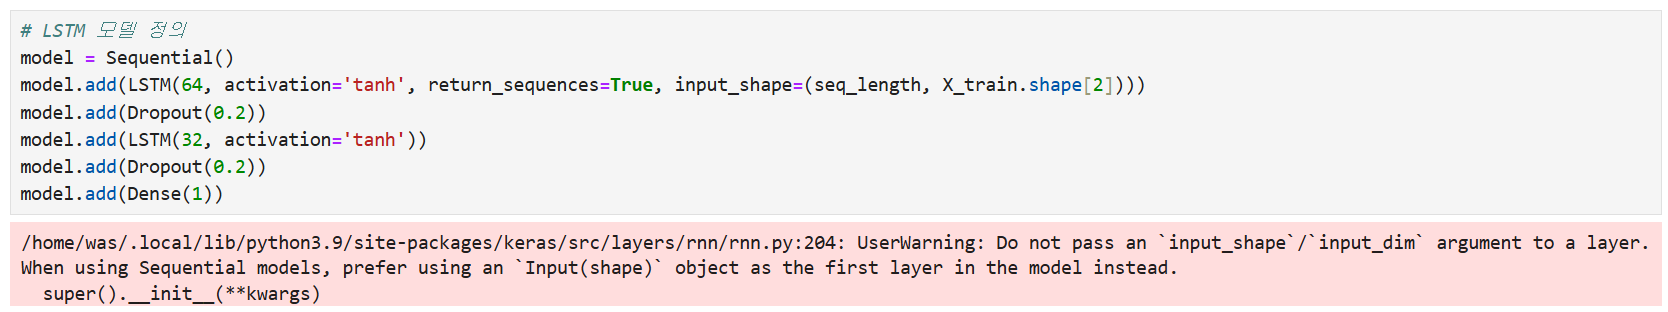 # LSTM 모델 정의
model = Sequential()
model.add(LSTM(64, activation='tanh', return_sequences=True, input_shape=(seq_length, X_train.shape[2])))
model.add(Dropout(0.2))
model.add(LSTM(32, activation='tanh'))
model.add(Dropout(0.2))
model.add(Dense(1))
/home/was/.local/lib/python3.9/site-packages/keras/src/layers/rnn/rnn.py:204: UserWarning: Do not pass an `input_shape`/`input_dim` argument to a layer.
When using Sequential models, prefer using an `Input(shape)` object as the first layer in the model instead.
  super().__init__(**kwargs)